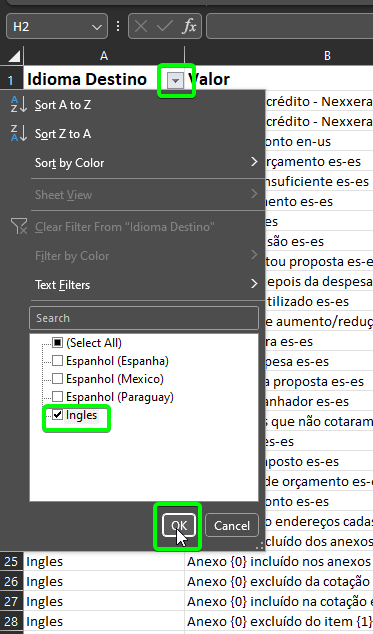 H2
fx
A B
1 Idioma Destino Valor
Sort A to Z
Sort Z to A
Sort by Color
Sheet View
Clear Filter From "Idioma Destino"
Filter by Color
Text Filters
Search
(Select All)
Espanhol (Espanha)
Espanhol (Mexico)
Espanhol (Paraguay)
Ingles
OK Cancel
crédito - Nexxera
crédito - Nexxera
onto en-us
orçamento es-es
nsuficiente es-es
mento es-es
es-es
são es-es
tou proposta es-es
epois da despesa
utilizado es-es
e aumento/reduç
ra es-es
pesa es-es
a proposta es-es
anhador es-es
s que não cotaram
es-es
mposto es-es
de orçamento es-es
onto es-es
o endereços cadas
cluído dos anexos
25 Ingles Anexo {0} incluído nos anexos
26 Ingles Anexo {0} excluído da cotação
27 Ingles Anexo {0} incluído na cotação e
28 Ingles Anexo {0} excluído do item {1}